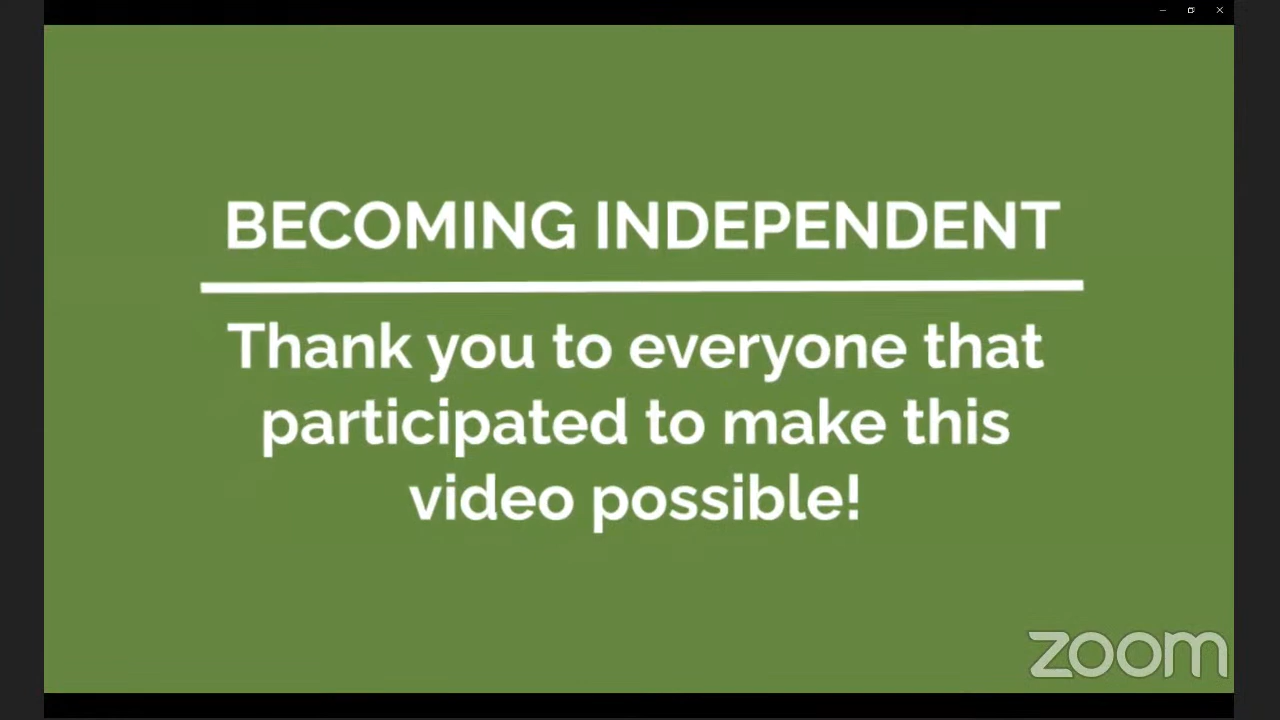 BECOMING INDEPENDENT
Thank you to everyone that
participated to make this
video possible!
zoom